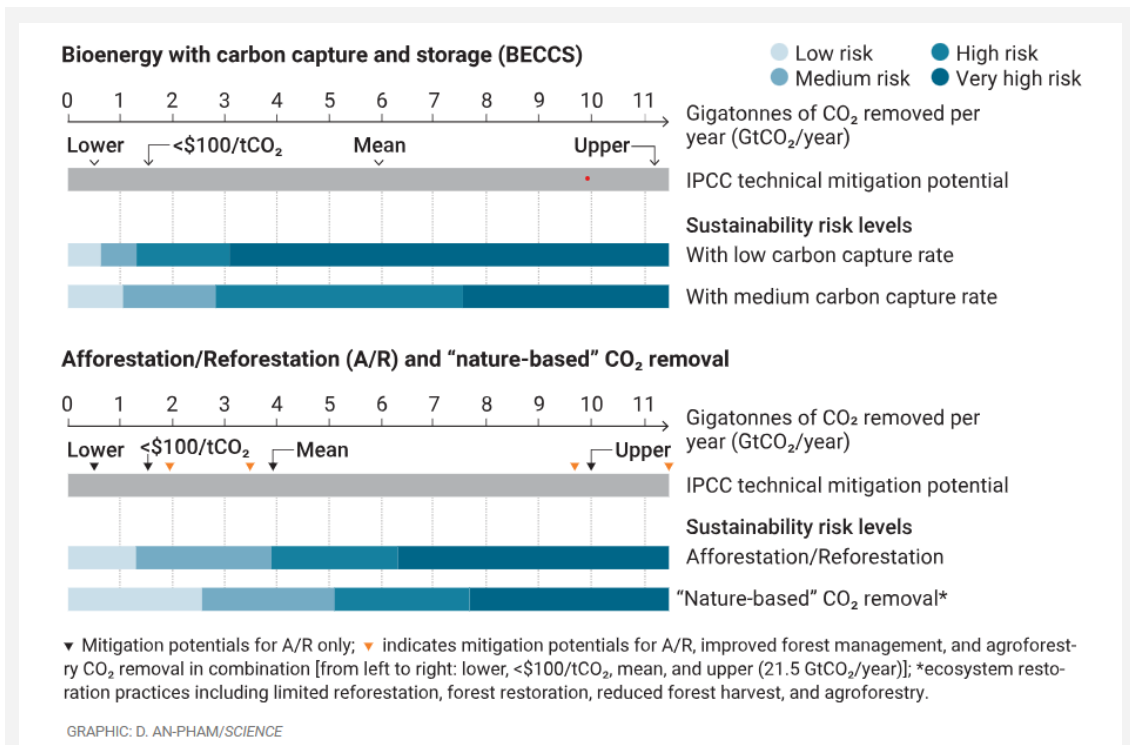 Bioenergy with carbon capture and storage (BECCS)
Low risk
High risk
Medium risk
Very high risk
0 1 2 3 4 5 6 7 8 9 10 11
Gigatonnes of CO₂ removed per
year (GtCO₂/year)
Lower <$100/tCO₂ Mean Upper
IPCC technical mitigation potential
Sustainability risk levels
With low carbon capture rate
With medium carbon capture rate
Afforestation/Reforestation (A/R) and “nature-based” CO₂ removal
0 1 2 3 4 5 6 7 8 9 10 11
Gigatonnes of CO₂ removed per
year (GtCO₂/year)
Lower <$100/tCO₂ Mean Upper
IPCC technical mitigation potential
Sustainability risk levels
Afforestation/Reforestation
“Nature-based” CO₂ removal*
▼ Mitigation potentials for A/R only; ▼ indicates mitigation potentials for A/R, improved forest management, and agrofores-
try CO₂ removal in combination [from left to right: lower, <$100/tCO₂, mean, and upper (21.5 GtCO₂/year)]; *ecosystem resto-
ration practices including limited reforestation, forest restoration, reduced forest harvest, and agroforestry.
GRAPHIC: D. AN-PHAM/SCIENCE